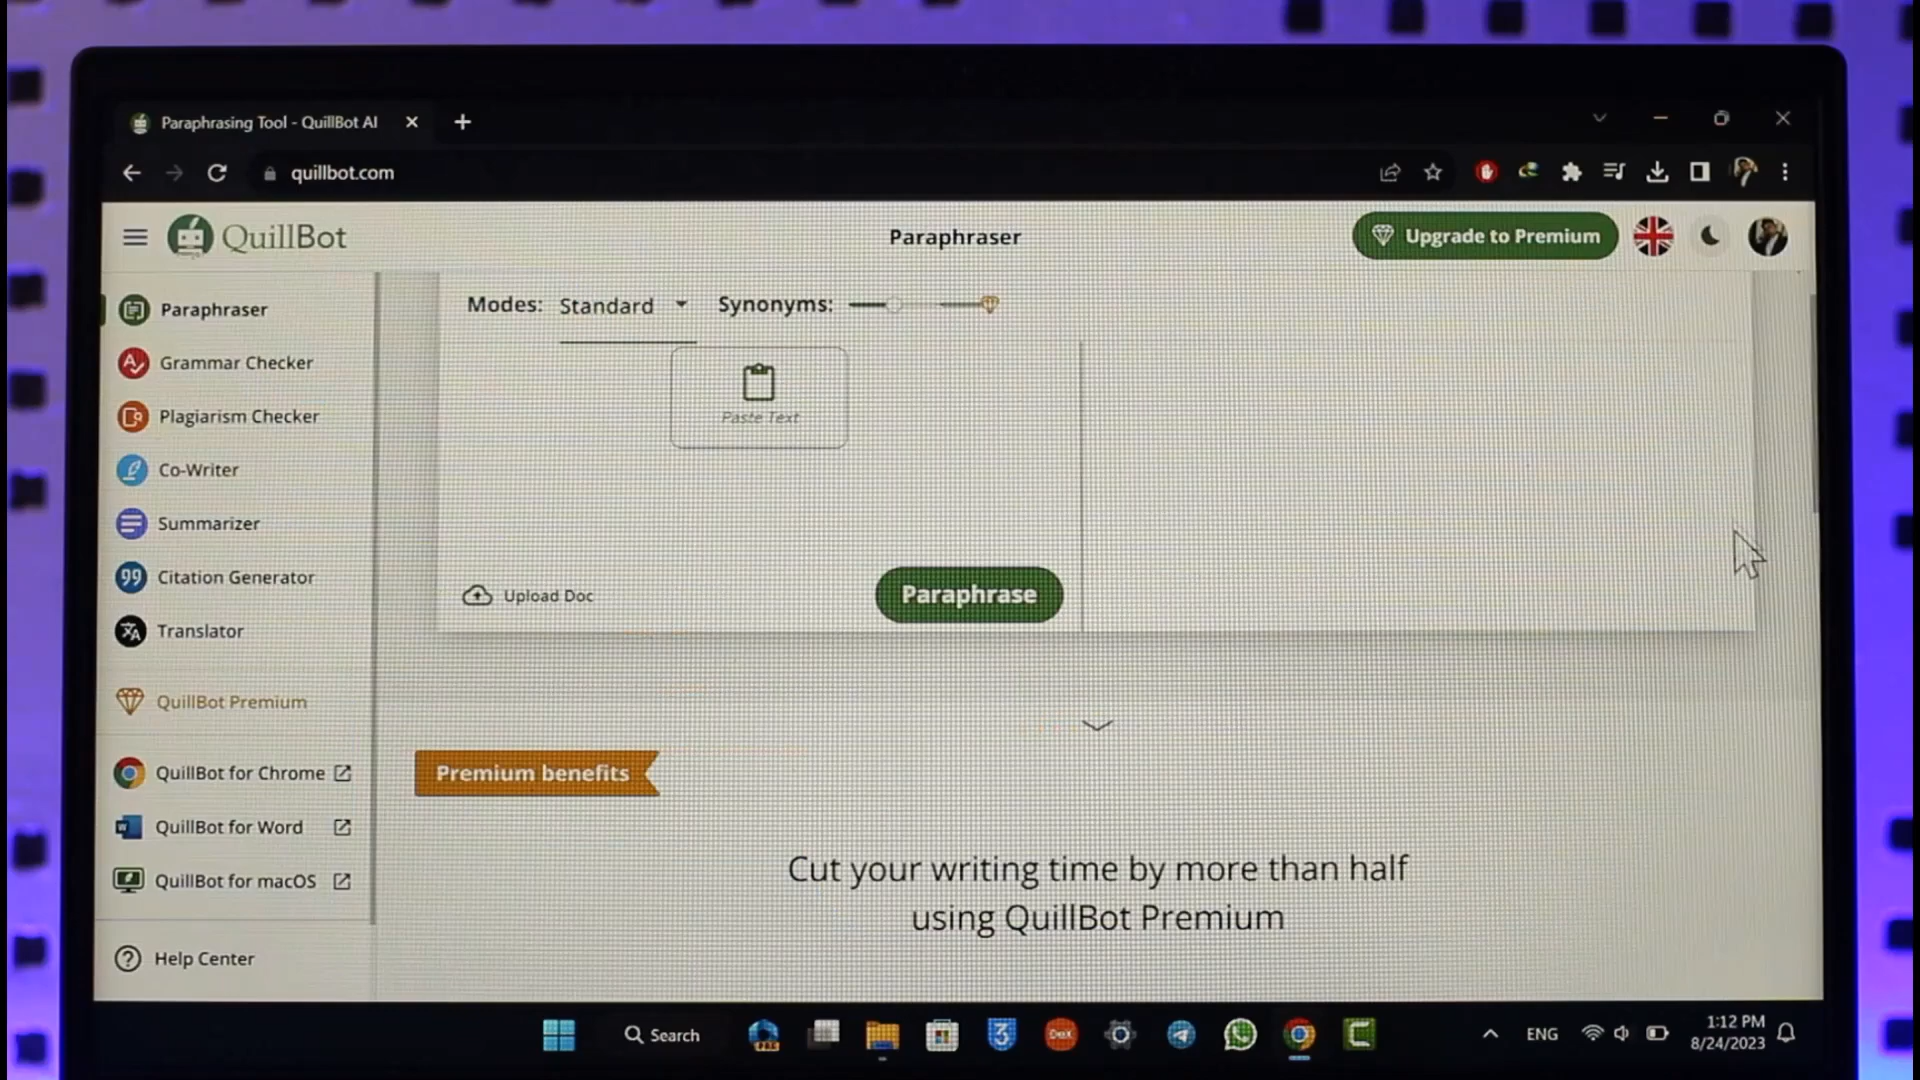 Paraphrasing Tool - QuillBot AI
quillbot.com
QuillBot
Paraphraser
Upgrade to Premium
Paraphraser
Grammar Checker
Plagiarism Checker
Co-Writer
Summarizer
Citation Generator
Translator
QuillBot Premium
QuillBot for Chrome
QuillBot for Word
QuillBot for macOS
Help Center
Modes: Standard
Synonyms:
Paste Text
Upload Doc
Paraphrase
Premium benefits
Cut your writing time by more than half
using QuillBot Premium
Search
ENG
1:12 PM
8/24/2023